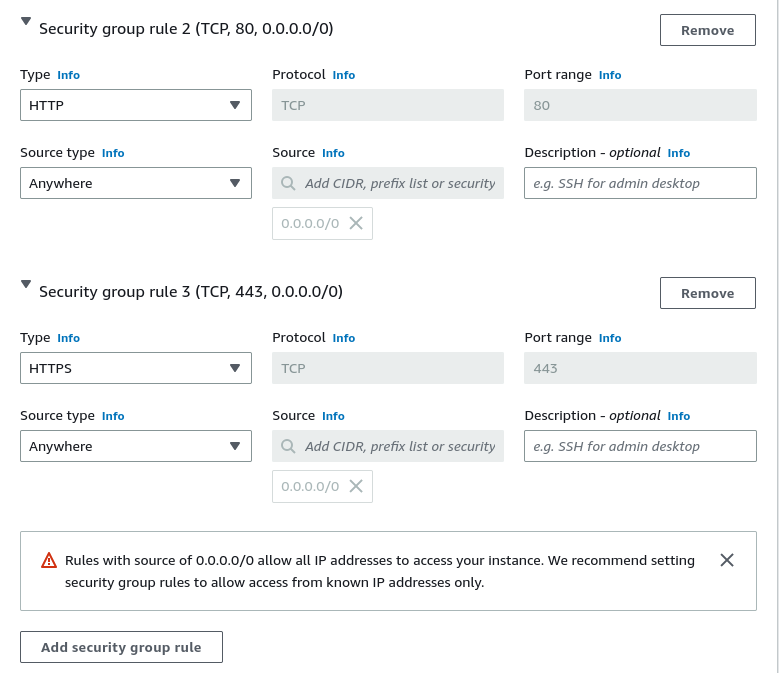 Security group rule 2 (TCP, 80, 0.0.0.0/0)
Remove
Type Info
Protocol Info
Port range Info
HTTP
TCP
80
Source type Info
Source Info
Description - optional Info
Anywhere
Add CIDR, prefix list or security
e.g. SSH for admin desktop
0.0.0.0/0
Security group rule 3 (TCP, 443, 0.0.0.0/0)
Remove
Type Info
Protocol Info
Port range Info
HTTPS
TCP
443
Source type Info
Source Info
Description - optional Info
Anywhere
Add CIDR, prefix list or security
e.g. SSH for admin desktop
0.0.0.0/0
Rules with source of 0.0.0.0/0 allow all IP addresses to access your instance. We recommend setting
security group rules to allow access from known IP addresses only.
Add security group rule